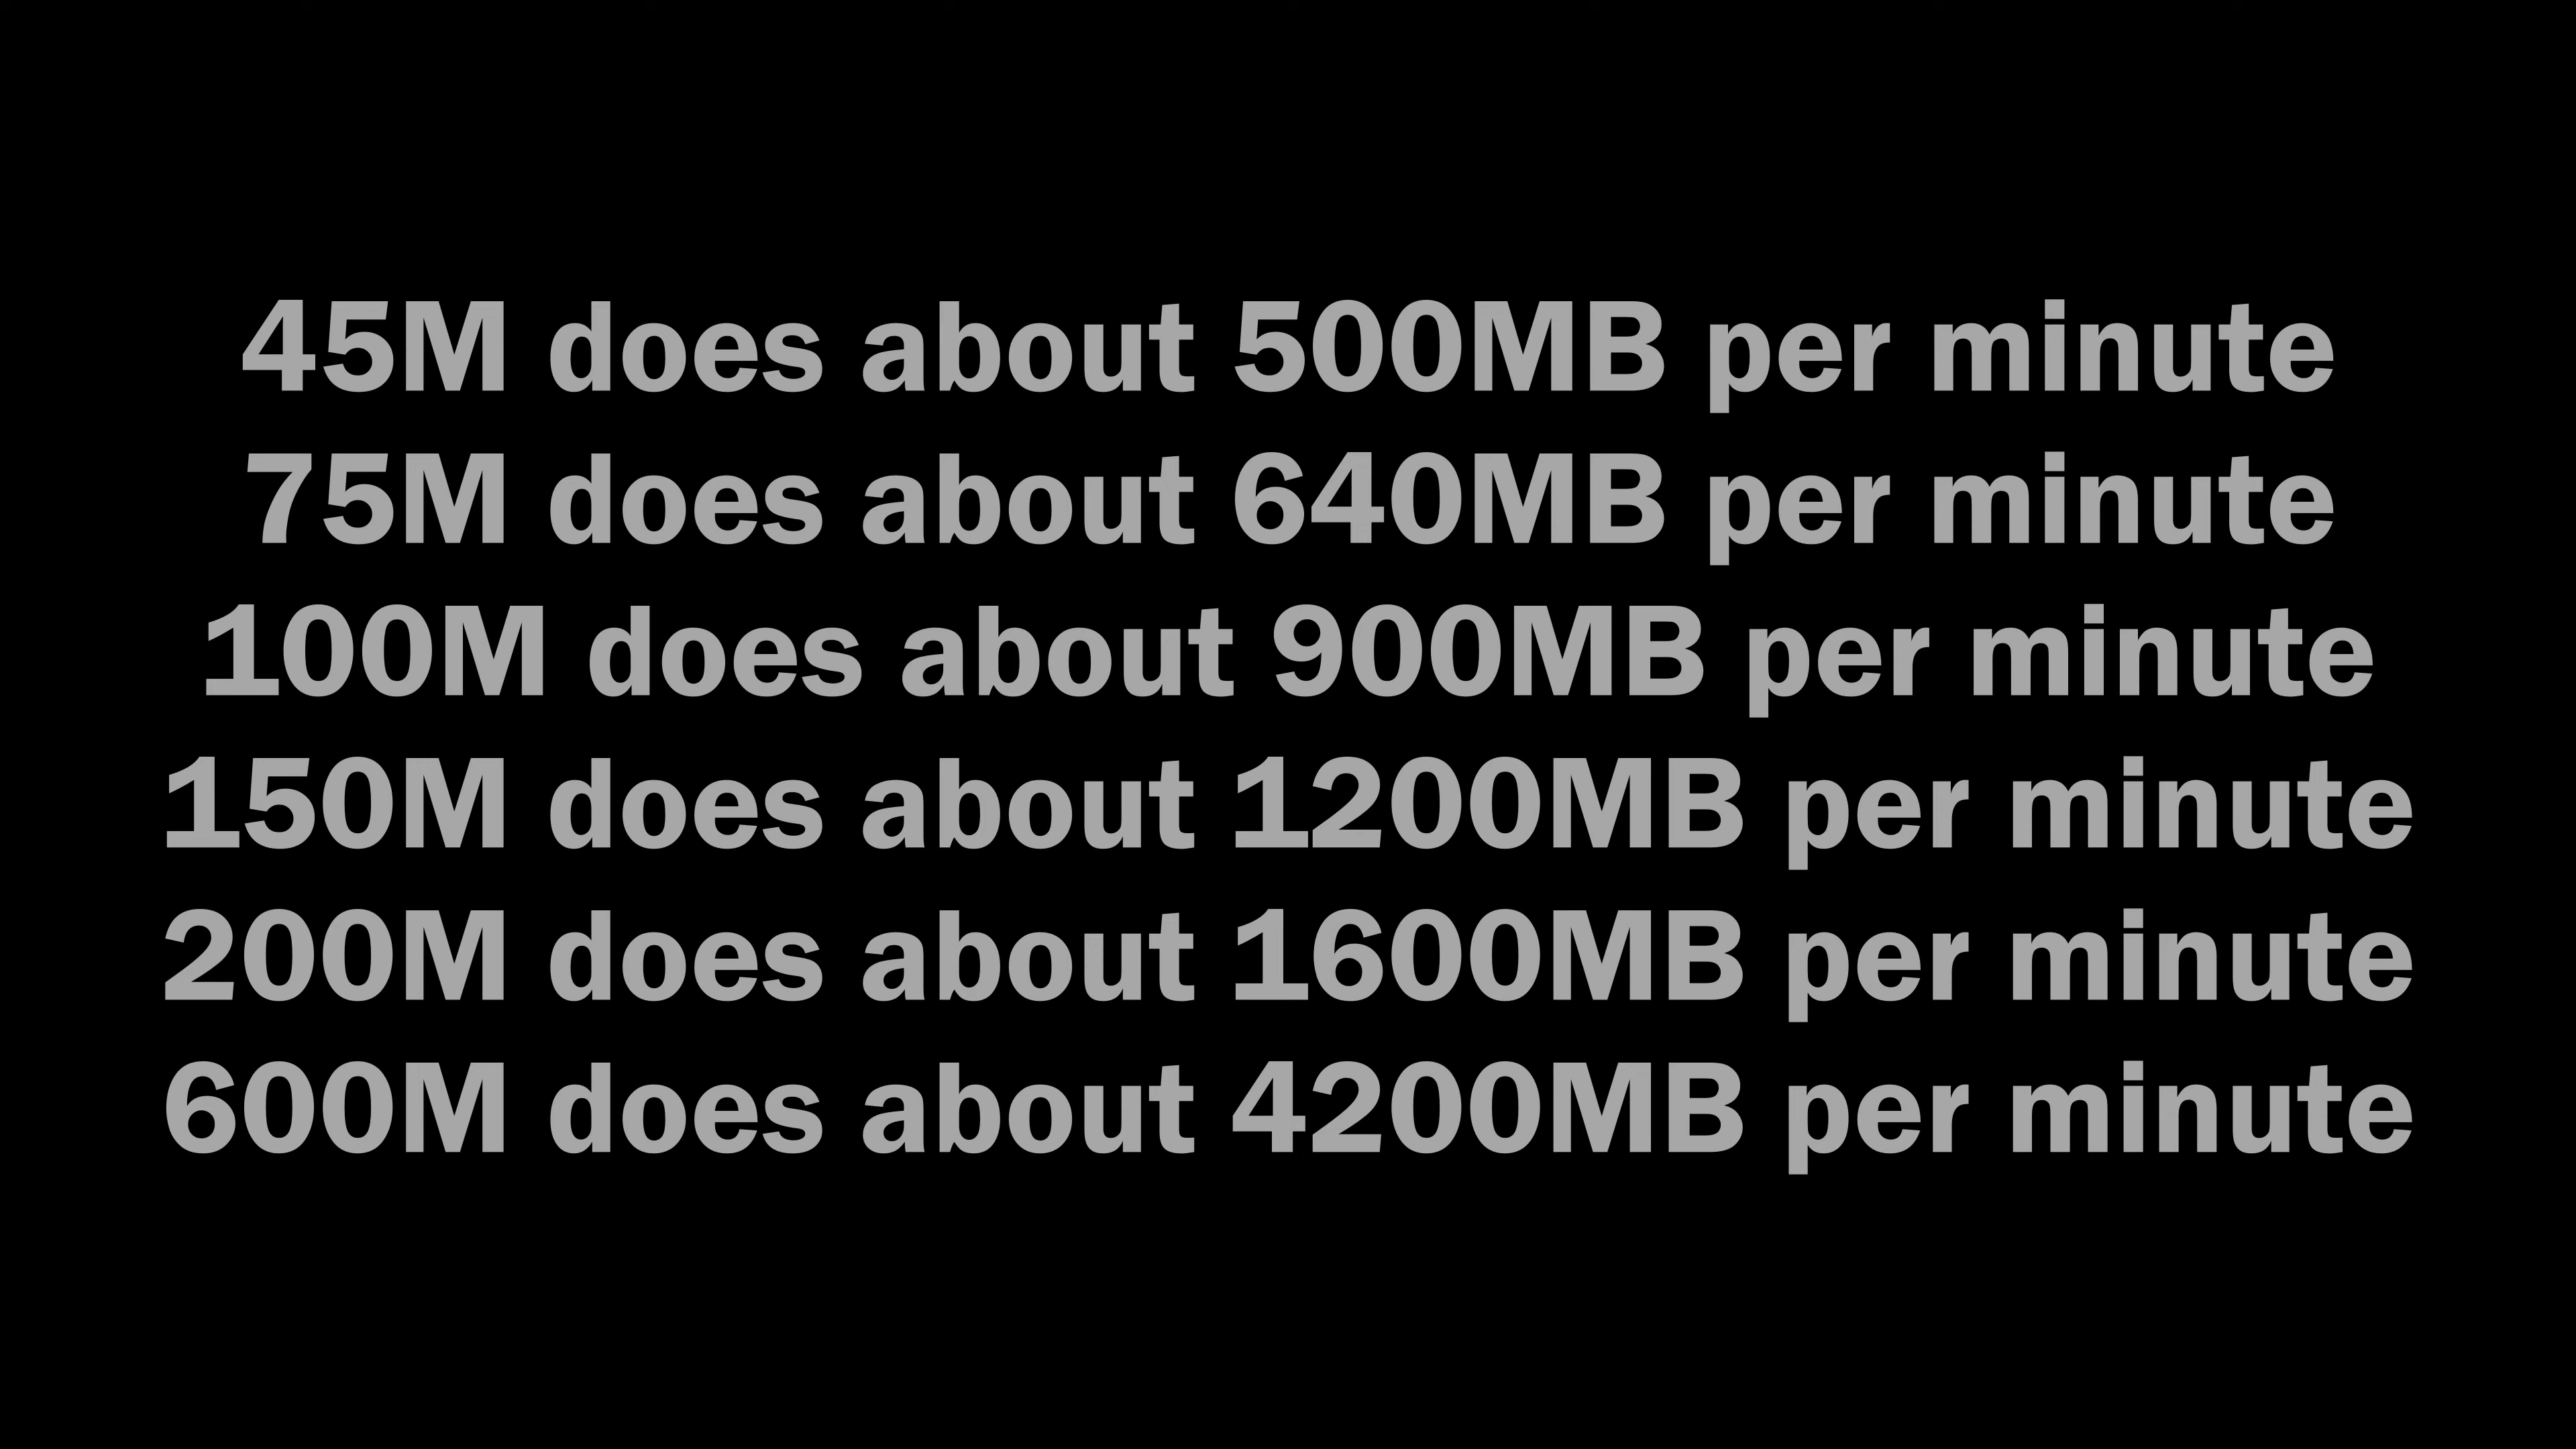 45M does about 500MB per minute
75M does about 640MB per minute
100M does about 900MB per minute
150M does about 1200MB per minute
200M does about 1600MB per minute
600M does about 4200MB per minute